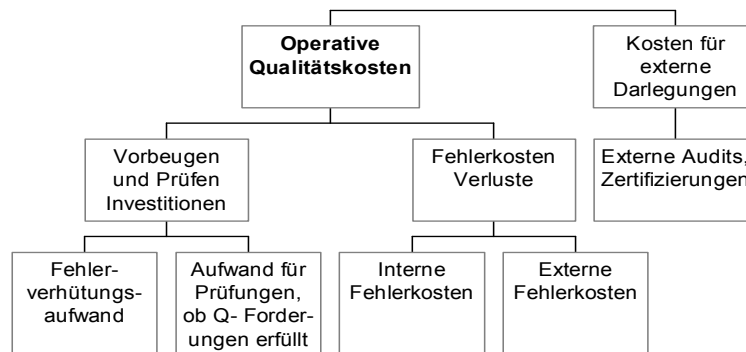 Operative
Qualitätskosten
Kosten für
externe
Darlegungen
Vorbeugen
und Prüfen
Investitionen
Fehlerkosten
Verluste
Externe Audits,
Zertifizierungen
Fehler-
verhütungs-
aufwand
Aufwand für
Prüfungen,
ob Q- Forder-
ungen erfüllt
Interne
Fehlerkosten
Externe
Fehlerkosten